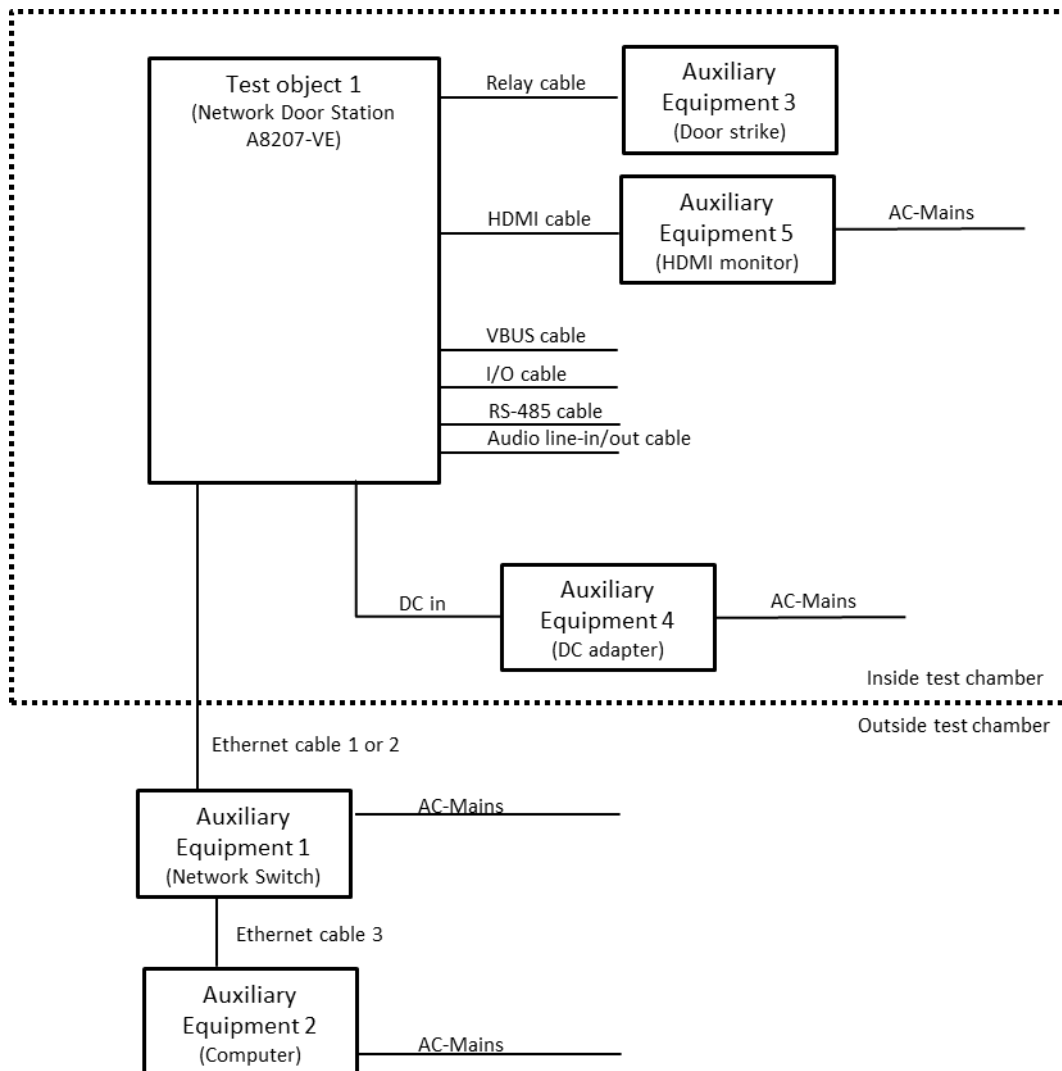 Test object 1
(Network Door Station
A8207-VE)
Relay cable
Auxiliary
Equipment 3
(Door strike)
HDMI cable
Auxiliary
Equipment 5
(HDMI monitor)
AC-Mains
VBUS cable
I/O cable
RS-485 cable
Audio line-in/out cable
DC in
Auxiliary
Equipment 4
(DC adapter)
AC-Mains
Inside test chamber
Outside test chamber
Ethernet cable 1 or 2
Auxiliary
Equipment 1
(Network Switch)
AC-Mains
Ethernet cable 3
Auxiliary
Equipment 2
(Computer)
AC-Mains